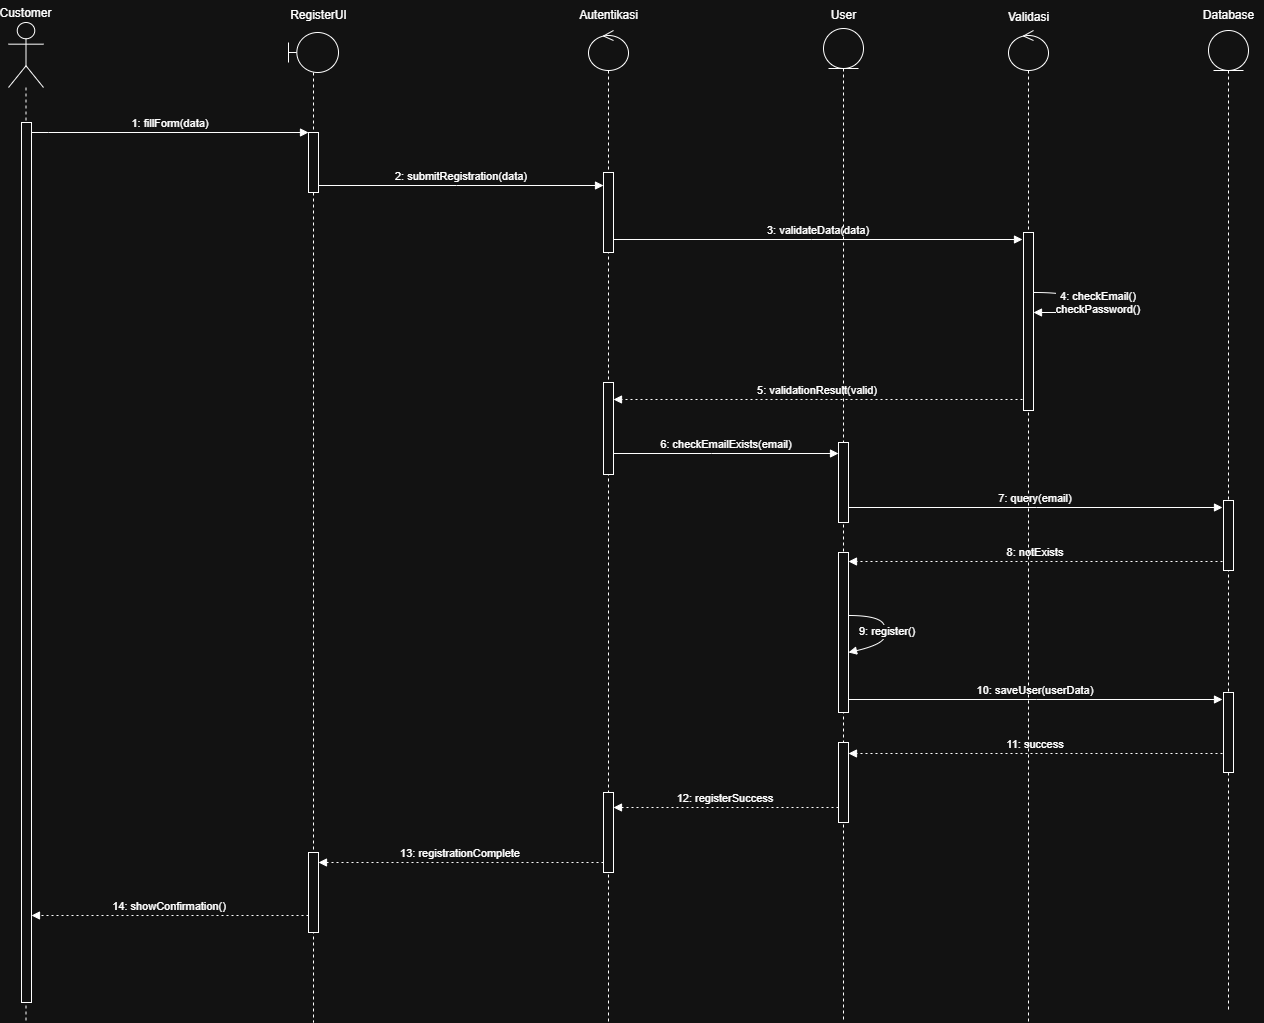 Customer
RegisterUI
Autentikasi
User
Validasi
Database
1: fillForm(data)
2: submitRegistration(data)
3: validateData(data)
4: checkEmail()
checkPassword()
5: validationResult(valid)
6: checkEmailExists(email)
7: query(email)
8: notExists
9: register()
10: saveUser(userData)
11: success
12: registerSuccess
13: registrationComplete
14: showConfirmation()